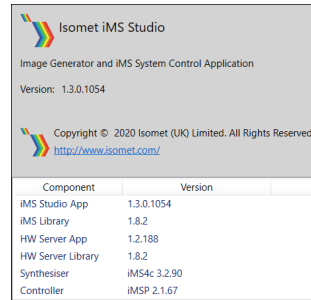 Isomet iMS Studio
Image Generator and iMS System Control Application
Version: 1.3.0.1054
Copyright © 2020 Isomet (UK) Limited. All Rights Reserved
http://www.isomet.com/
Component Version
iMS Studio App 1.3.0.1054
iMS Library 1.8.2
HW Server App 1.2.188
HW Server Library 1.8.2
Synthesiser iMS4c 3.2.90
Controller iMSP 2.1.67